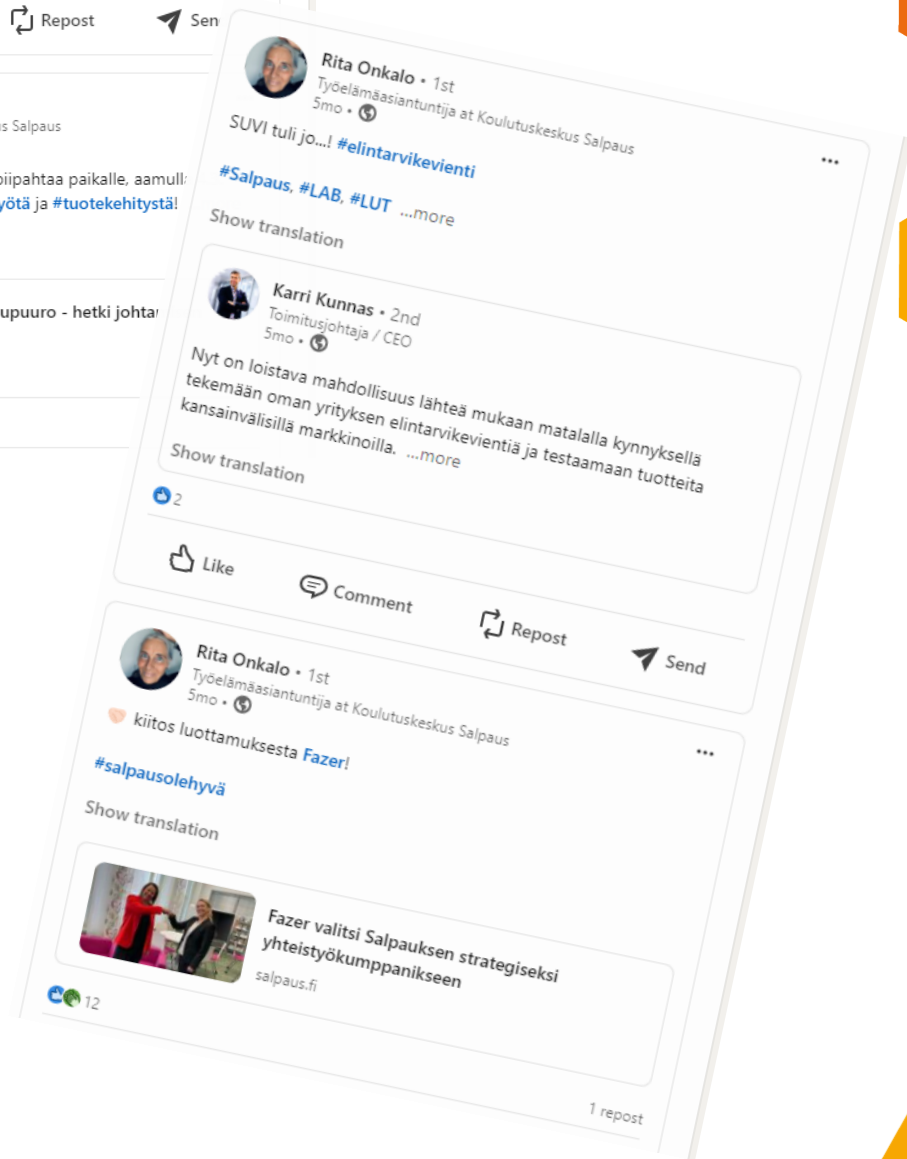 Repost
Sen
s Salpaus
piipahtaa paikalle, aamull
yötä ja #tuotekehitystä!
upuuro - hetki johta
Rita Onkalo • 1st
Työelämäasiantuntija at Koulutuskeskus Salpaus
5mo •
SUVI tuli jo...! #elintarvikevienti
#Salpaus, #LAB, #LUT ...more
Show translation
Karri Kunnas • 2nd
Toimitusjohtaja / CEO
5mo •
Nyt on loistava mahdollisuus lähteä mukaan matalalla kynnyksellä
tekemään oman yrityksen elintarvikevientiä ja testaamaan tuotteita
kansainvälisillä markkinoilla. ...more
Show translation
2
Like
Comment
Repost
Send
Rita Onkalo • 1st
Työelämäasiantuntija at Koulutuskeskus Salpaus
5mo •
kiitos luottamuksesta Fazer!
#salpausolehyvä
Show translation
Fazer valitsi Salpauksen strategiseksi
yhteistyökumppanikseen
salpaus.fi
12
1 repost